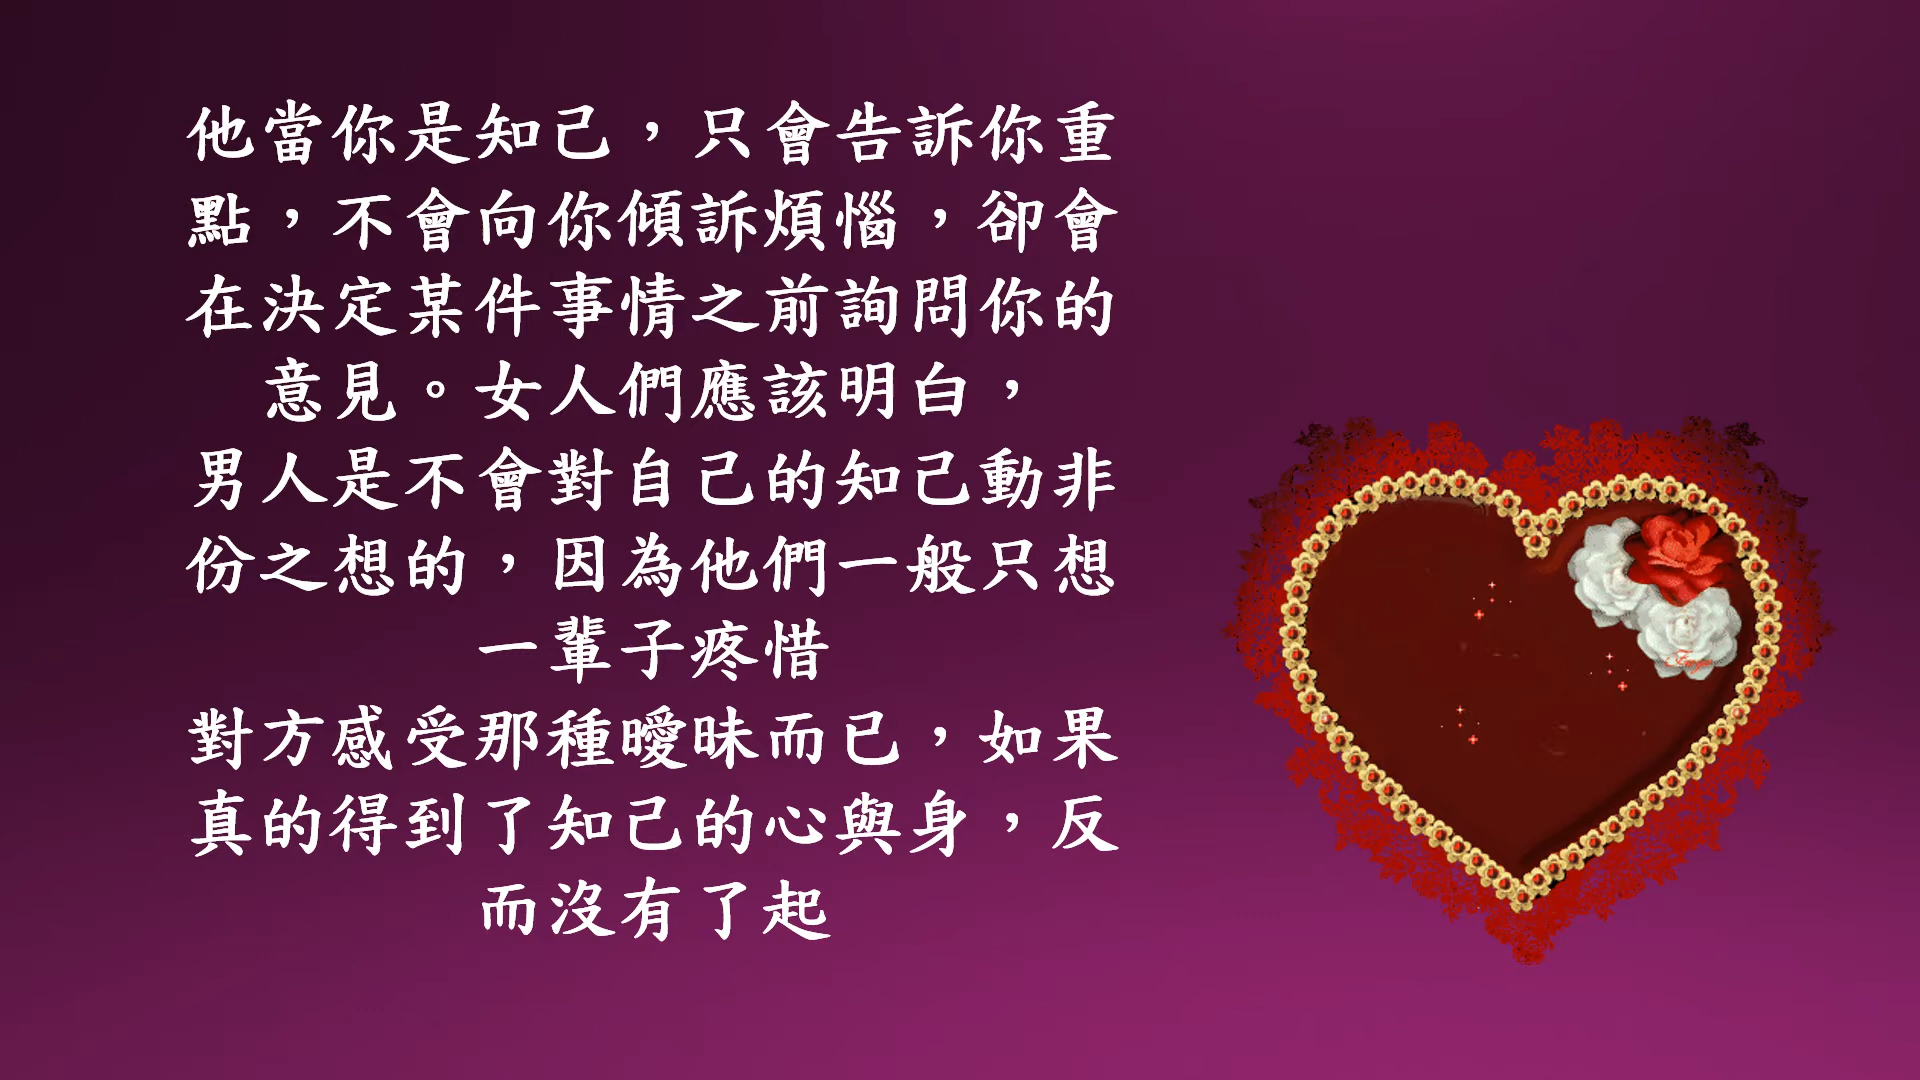 他當你是知己，只會告訴你重
點，不會向你傾訴煩惱，卻會
在決定某件事情之前詢問你的
意見。女人們應該明白，
男人是不會對自己的知己動非
份之想的，因為他們一般只想
一輩子疼惜
對方感受那種曖昧而已，如果
真的得到了知己的心與身，反
而沒有了起